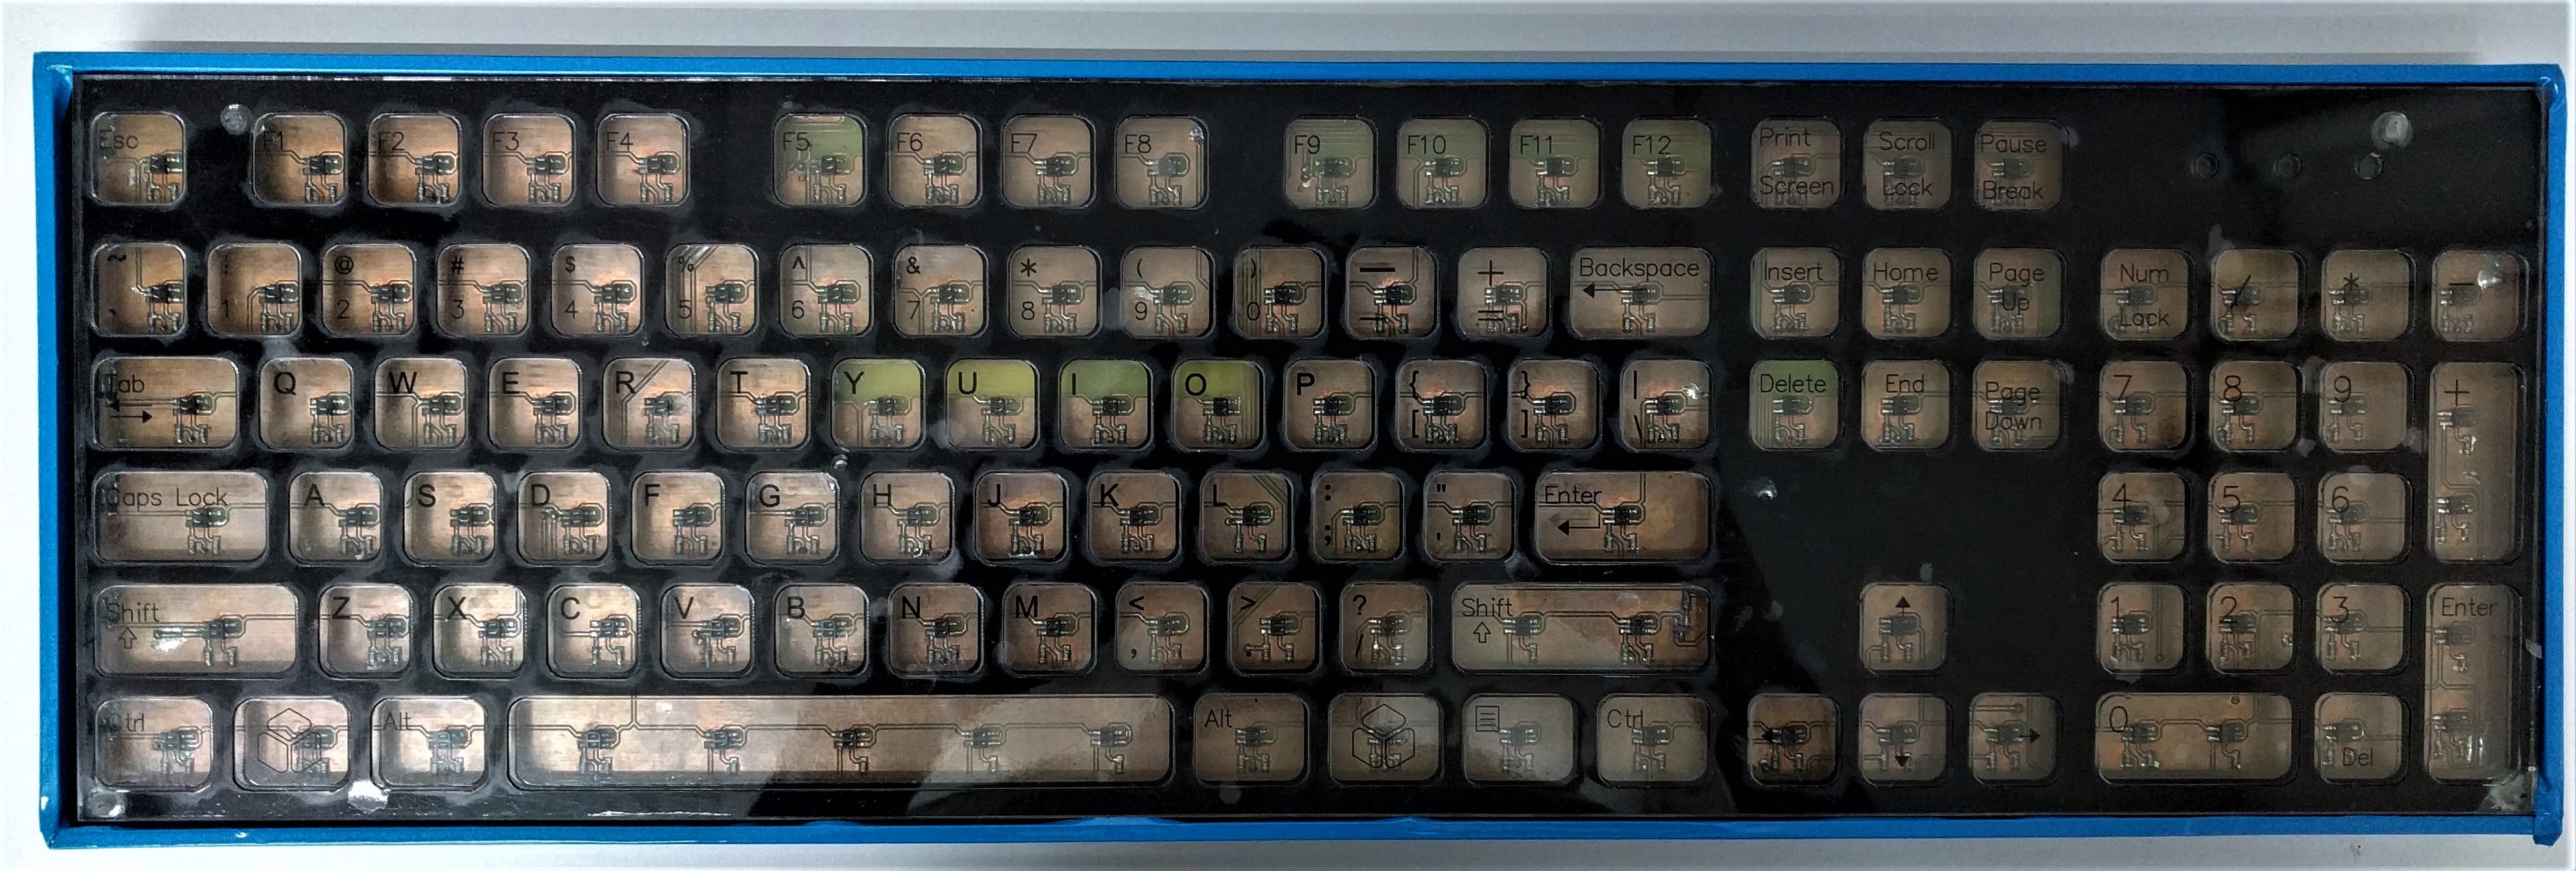 Esc F1 F2 F3 F4 F5 F6 F7 F8 F9 F10 F11 F12 Print Screen Scroll Lock Pause Break
~ ` ! 1 @ 2 # 3 $ 4 % 5 ^ 6 & 7 * 8 ( 9 ) 0 — - + = Backspace Insert Home Page Up Num Lock / * -
Tab Q W E R T Y U I O P { [ } ] | \ Delete End Page Down 7 8 9 +
Caps Lock A S D F G H J K L : ; " ' Enter 4 5 6
Shift Z X C V B N M < , > . ? / Shift 1 2 3 Enter
Ctrl Alt Alt Ctrl 0 . Del